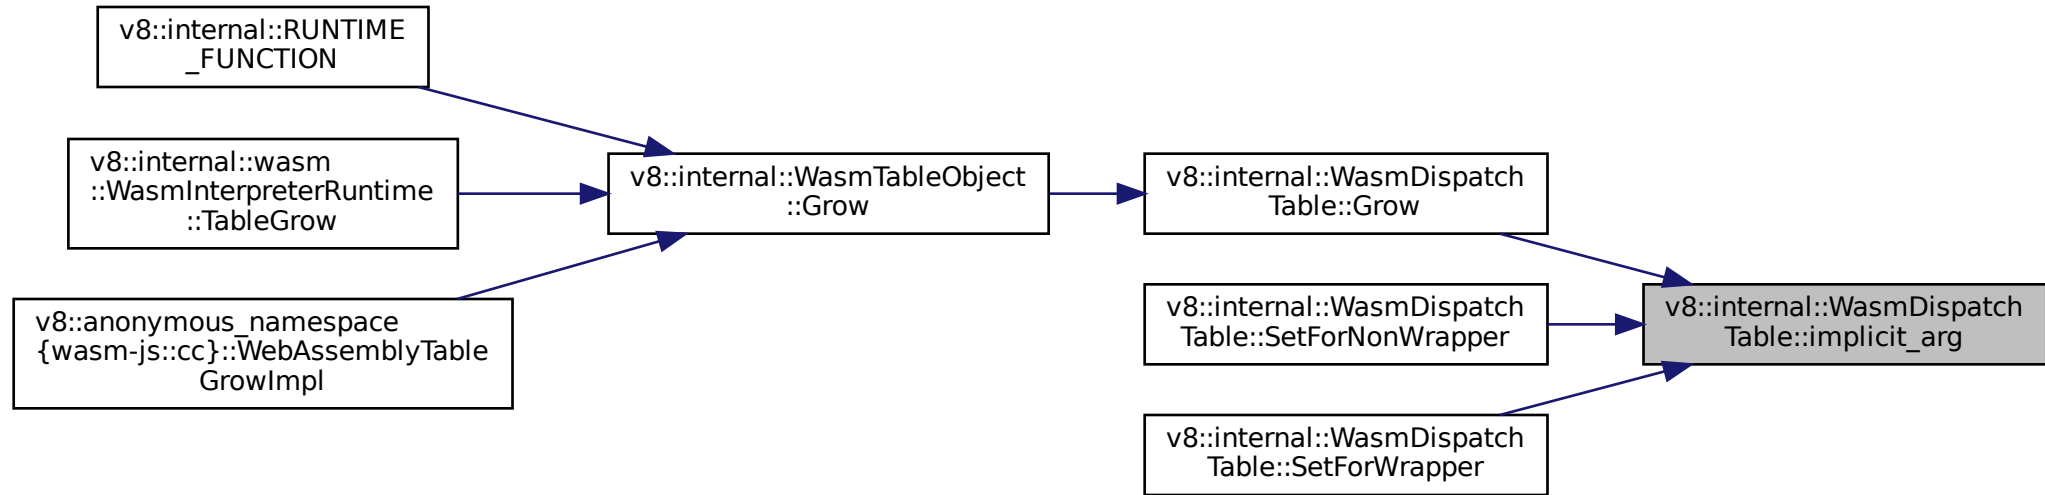 v8::internal::RUNTIME
_FUNCTION
v8::internal::wasm
::WasmInterpreterRuntime
::TableGrow
v8::anonymous_namespace
{wasm-js::cc}::WebAssemblyTable
GrowImpl
v8::internal::WasmTableObject
::Grow
v8::internal::WasmDispatch
Table::Grow
v8::internal::WasmDispatch
Table::SetForNonWrapper
v8::internal::WasmDispatch
Table::SetForWrapper
v8::internal::WasmDispatch
Table::implicit_arg